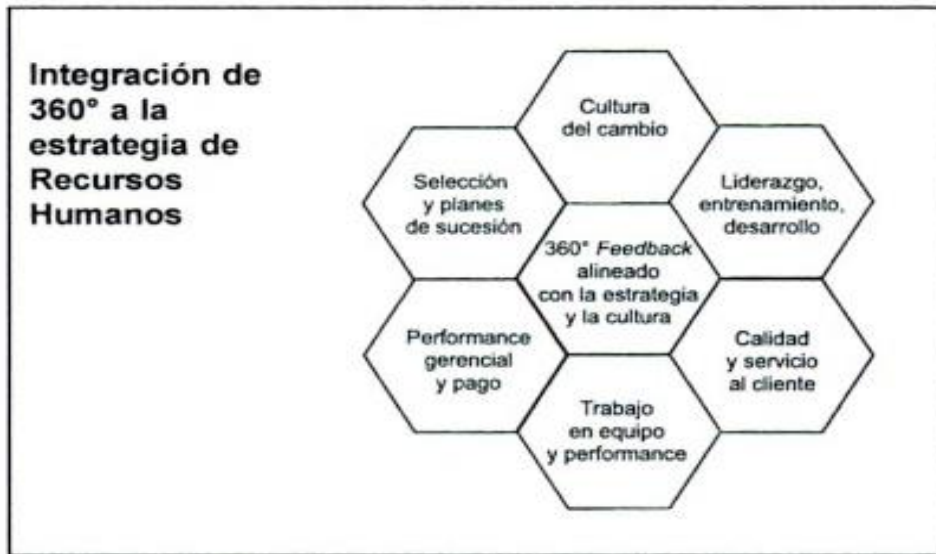 Integración de
360° a la
estrategia de
Recursos
Humanos
Cultura
del cambio
Selección
y planes
de sucesión
Liderazgo,
entrenamiento,
desarrollo
360° Feedback
alineado
con la estrategia
y la cultura
Performance
gerencial
y pago
Calidad
y servicio
al cliente
Trabajo
en equipo
y performance